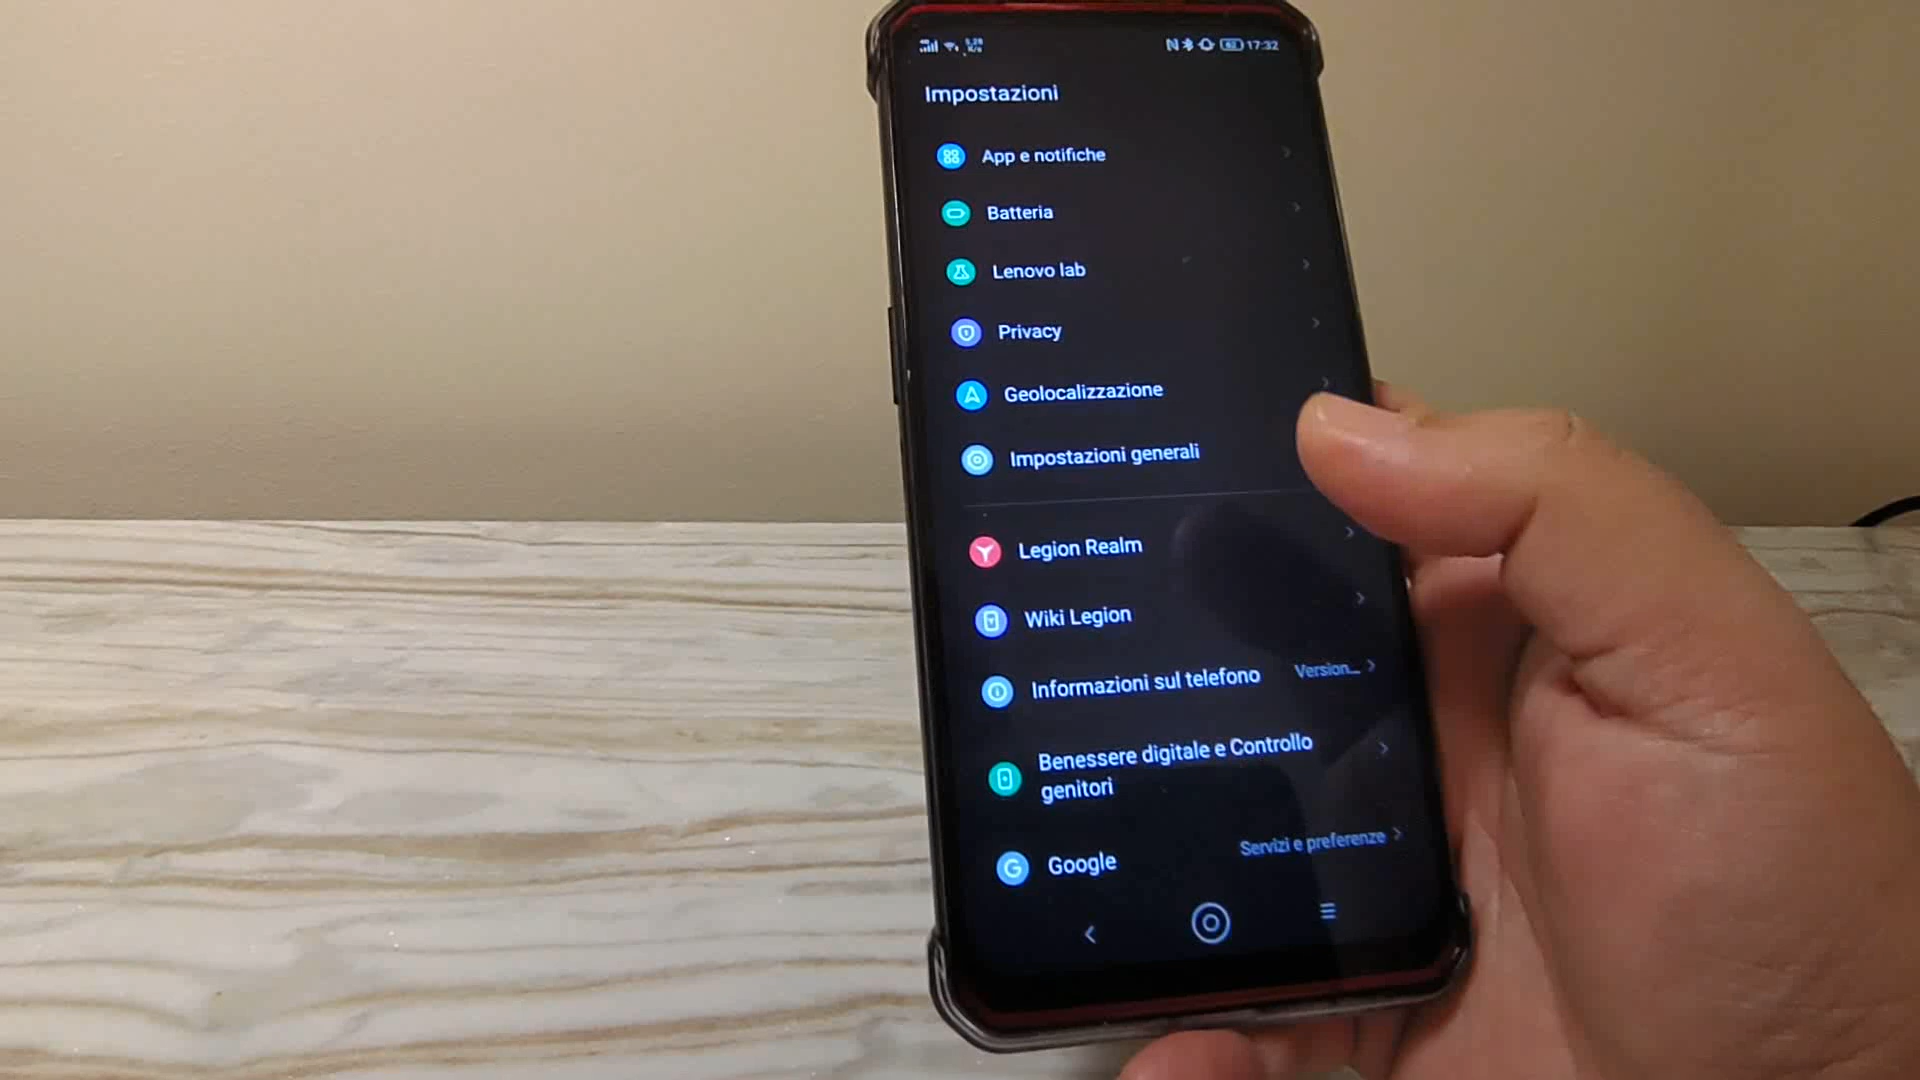 17:32
Impostazioni
App e notifiche
Batteria
Lenovo lab
Privacy
Geolocalizzazione
Impostazioni generali
Legion Realm
Wiki Legion
Informazioni sul telefono Version...
Benessere digitale e Controllo
genitori
Google Servizi e preferenze